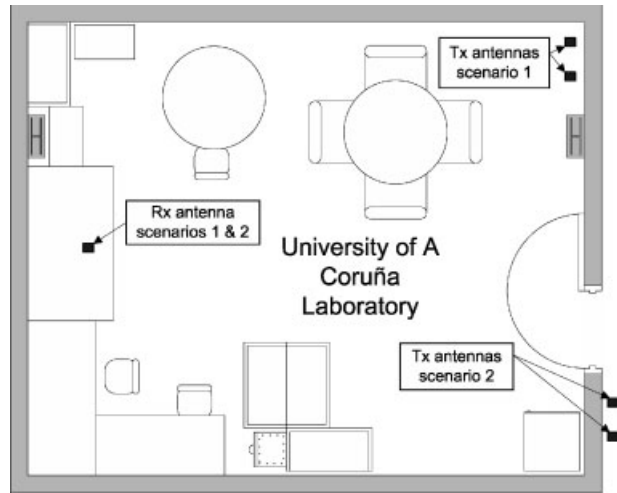 Tx antennas
scenario 1
Rx antenna
scenarios 1 & 2
University of A
Coruña
Laboratory
Tx antennas
scenario 2